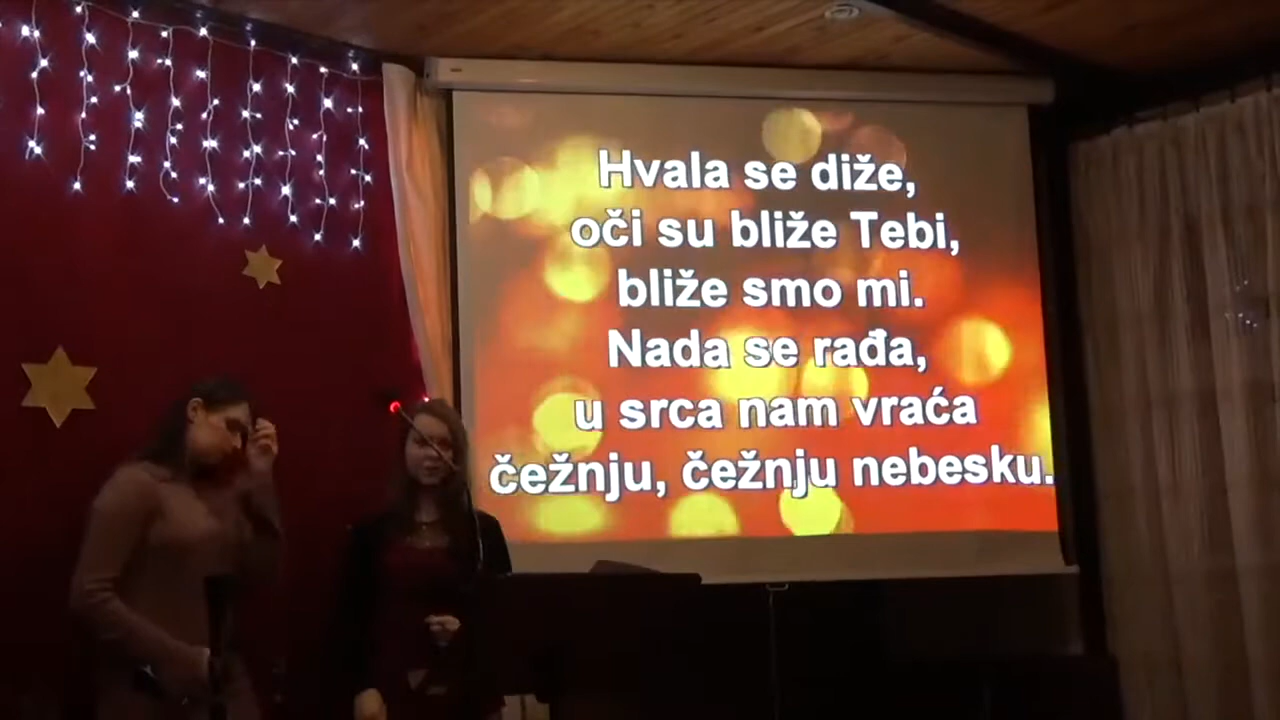 Hvala se diže,
oči su bliže Tebi,
bliže smo mi.
Nada se rađa,
u srca nam vraća
čežnju, čežnju nebesku.